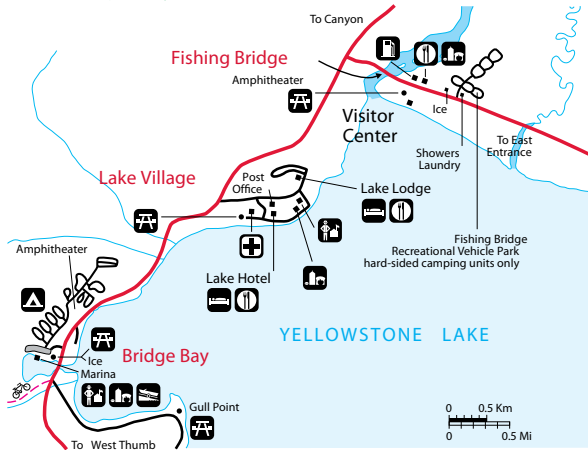 To Canyon
Fishing Bridge
Amphitheater
Visitor
Center
Ice
To East
Entrance
Showers
Laundry
Lake Village
Post
Office
Lake Lodge
Fishing Bridge
Recreational Vehicle Park
hard-sided camping units only
Amphitheater
Lake Hotel
YELLOWSTONE LAKE
Bridge Bay
Ice
Marina
Gull Point
0 0.5 Km
0 0.5 Mi
To West Thumb